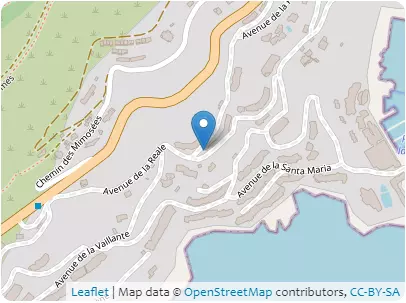 Avenue de la R
mes
Chemin des Mimosées
Avenue de la Reale
Avenue de la Santa Maria
Avenue de la Vaillante
Leaflet | Map data © OpenStreetMap contributors, CC-BY-SA